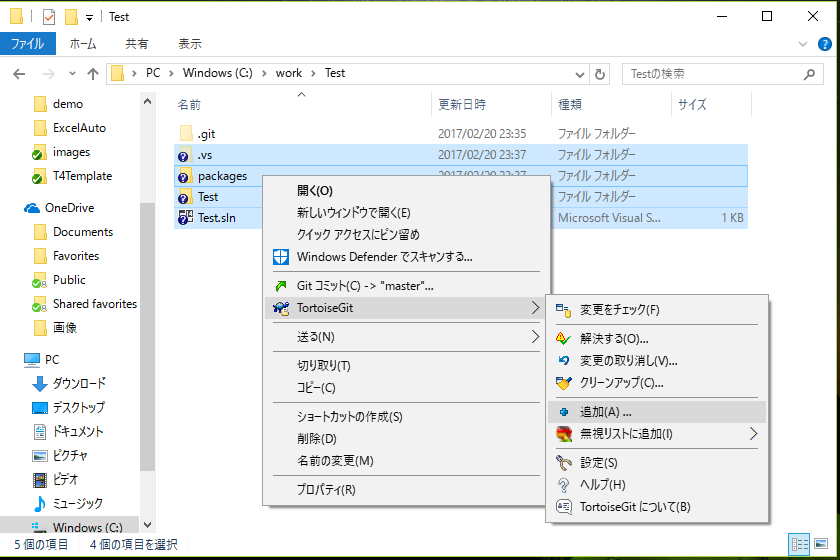 Test
ファイル ホーム 共有 表示
PC Windows (C:) work Test Testの検索
demo
ExcelAuto
images
T4Template
OneDrive
Documents
Favorites
Public
Shared favorites
画像
PC
ダウンロード
デスクトップ
ドキュメント
ピクチャ
ビデオ
ミュージック
Windows (C:)
名前 更新日時 種類 サイズ
.git 2017/02/20 23:35 ファイル フォルダー
.vs 2017/02/20 23:37 ファイル フォルダー
packages 2017/02/20 23:37 ファイル フォルダー
Test ファイル フォルダー
Test.sln Microsoft Visual S... 1 KB
開く(O)
新しいウィンドウで開く(E)
クイック アクセスにピン留め
Windows Defender でスキャンする...
Git コミット(C) -> "master"...
TortoiseGit
送る(N)
切り取り(T)
コピー(C)
ショートカットの作成(S)
削除(D)
名前の変更(M)
プロパティ(R)
変更をチェック(F)
解決する(O)...
変更の取り消し(V)...
クリーンアップ(C)...
追加(A) ...
無視リストに追加(I)
設定(S)
ヘルプ(H)
TortoiseGit について(B)
5 個の項目 4 個の項目を選択